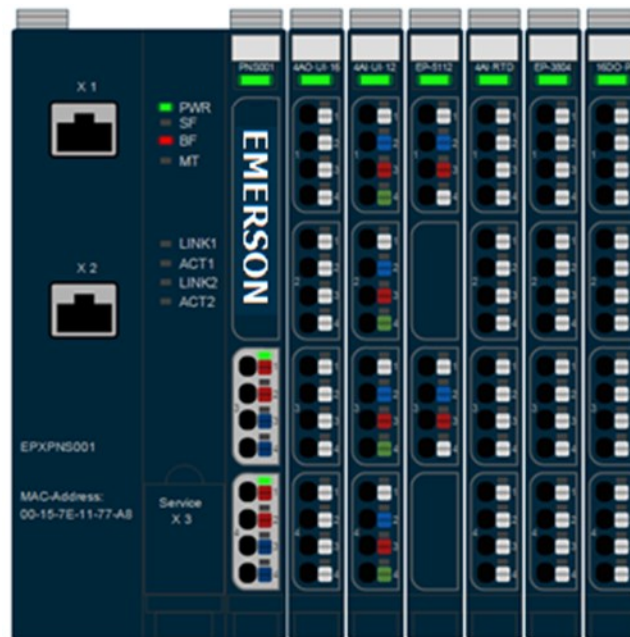 PNS001
4AO-UI-16
4AI-UI-12
EP-5112
4AI-RTD
EP-3804
16DO-P
X 1
PWR
SF
BF
MT
EMERSON
LINK1
ACT1
LINK2
ACT2
X 2
EPXPNS001
MAC-Address:
00-15-7E-11-77-A8
Service
X 3